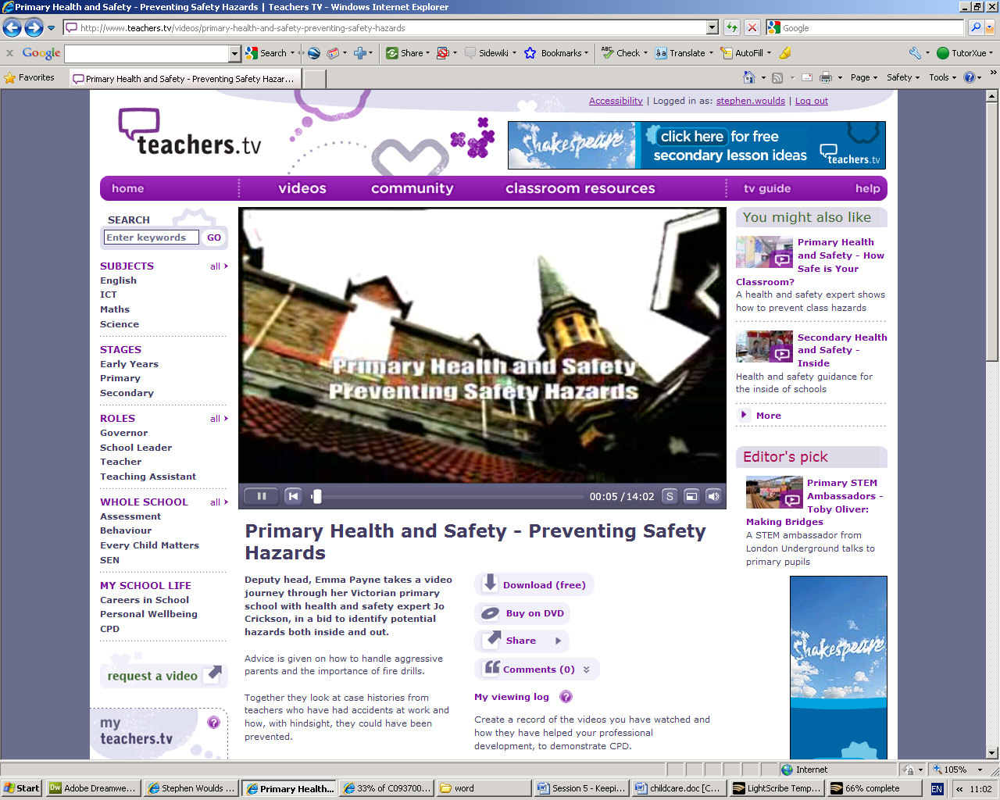 Primary Health and Safety - Preventing Safety Hazards | Teachers TV - Windows Internet Explorer
http://www.teachers.tv/videos/primary-health-and-safety-preventing-safety-hazards
Google
Google Search Share Sidewiki Bookmarks Check Translate AutoFill TutorXue
Favorites Primary Health and Safety - Preventing Safety Hazar... Page Safety Tools
Accessibility | Logged in as: stephen.woulds | Log out
teachers.tv
Shakespeare click here for free
secondary lesson ideas teachers.tv
home videos community classroom resources tv guide help
SEARCH
Enter keywords GO
SUBJECTS all
English
ICT
Maths
Science
STAGES
Early Years
Primary
Secondary
ROLES all
Governor
School Leader
Teacher
Teaching Assistant
WHOLE SCHOOL all
Assessment
Behaviour
Every Child Matters
SEN
MY SCHOOL LIFE
Careers in School
Personal Wellbeing
CPD
request a video
my
teachers.tv
Primary Health and Safety
Preventing Safety Hazards
00:05 / 14:02 S
Primary Health and Safety - Preventing Safety
Hazards
Deputy head, Emma Payne takes a video
journey through her Victorian primary
school with health and safety expert Jo
Crickson, in a bid to identify potential
hazards both inside and out.
Advice is given on how to handle aggressive
parents and the importance of fire drills.
Together they look at case histories from
teachers who have had accidents at work and
how, with hindsight, they could have been
prevented.
Download (free)
Buy on DVD
Share
Comments (0)
My viewing log ?
Create a record of the videos you have watched and
how they have helped your professional
development, to demonstrate CPD.
You might also like
Primary Health
and Safety - How
Safe is Your
Classroom?
A health and safety expert shows
how to prevent class hazards
Secondary Health
and Safety -
Inside
Health and safety guidance for
the inside of schools
More
Editor's pick
Primary STEM
Ambassadors -
Toby Oliver:
Making Bridges
A STEM ambassador from
London Underground talks to
primary pupils
Shakespeare
Internet 105%
Start Adobe Dreamwe... Stephen Woulds ... Primary Health... 33% of C093700... word Session 5 - Keepi... childcare.doc [C... LightScribe Temp... 66% complete EN 11:02